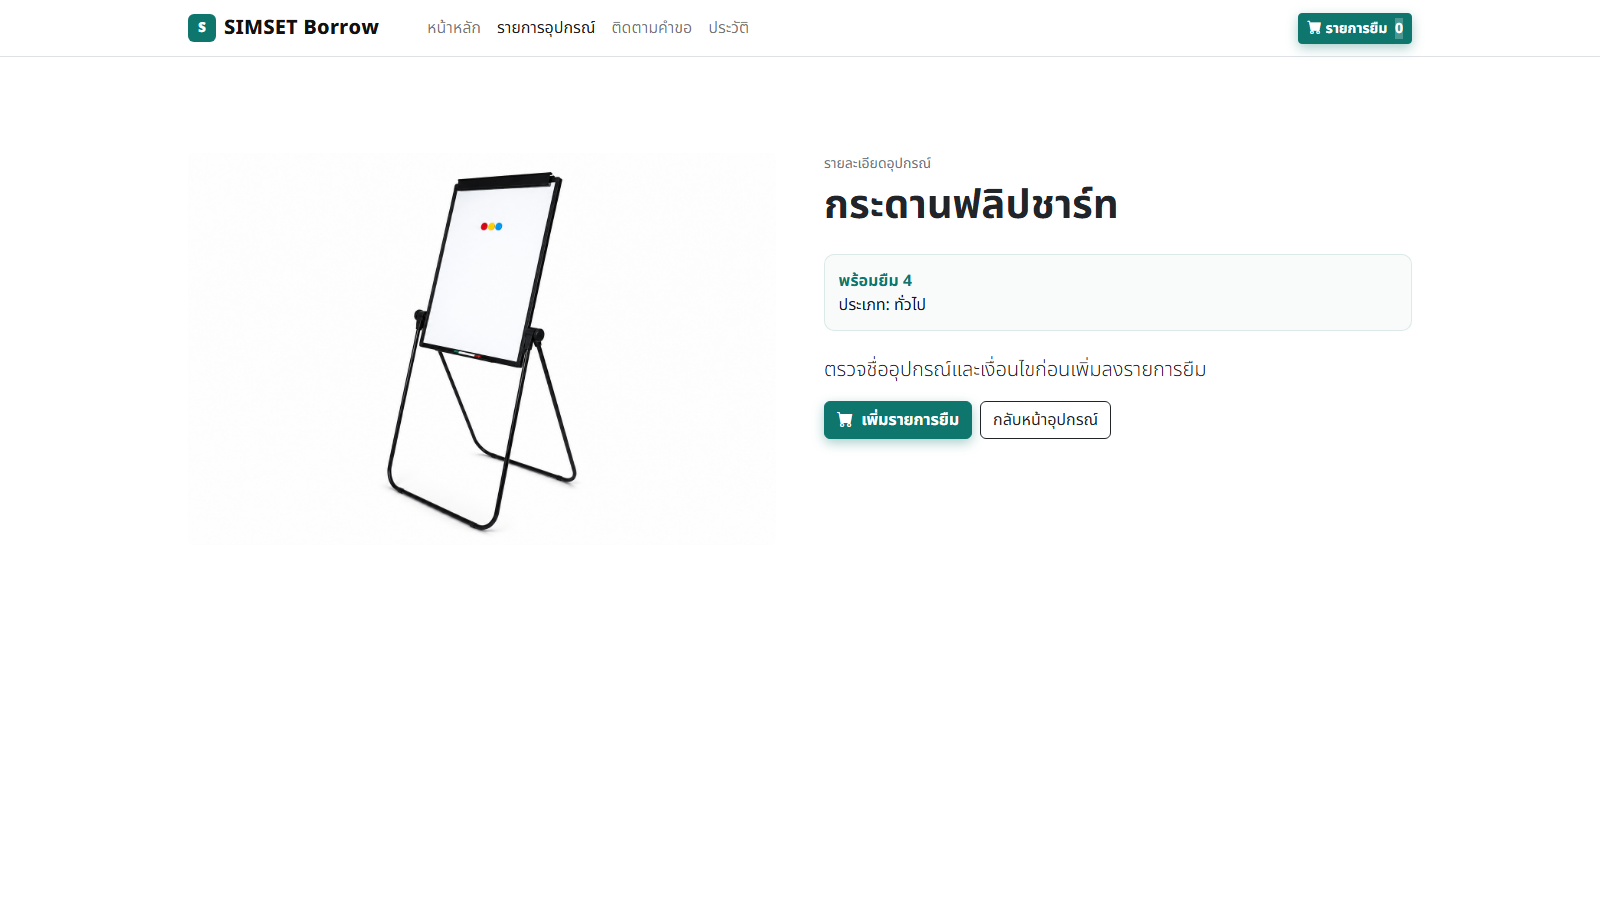 S SIMSET Borrow หน้าหลัก รายการอุปกรณ์ ติดตามคำขอ ประวัติ รายการยืม 0
รายละเอียดอุปกรณ์
กระดานฟลิปชาร์ท
พร้อมยืม 4
ประเภท: ทั่วไป
ตรวจชื่ออุปกรณ์และเงื่อนไขก่อนเพิ่มลงรายการยืม
เพิ่มรายการยืม กลับหน้าอุปกรณ์